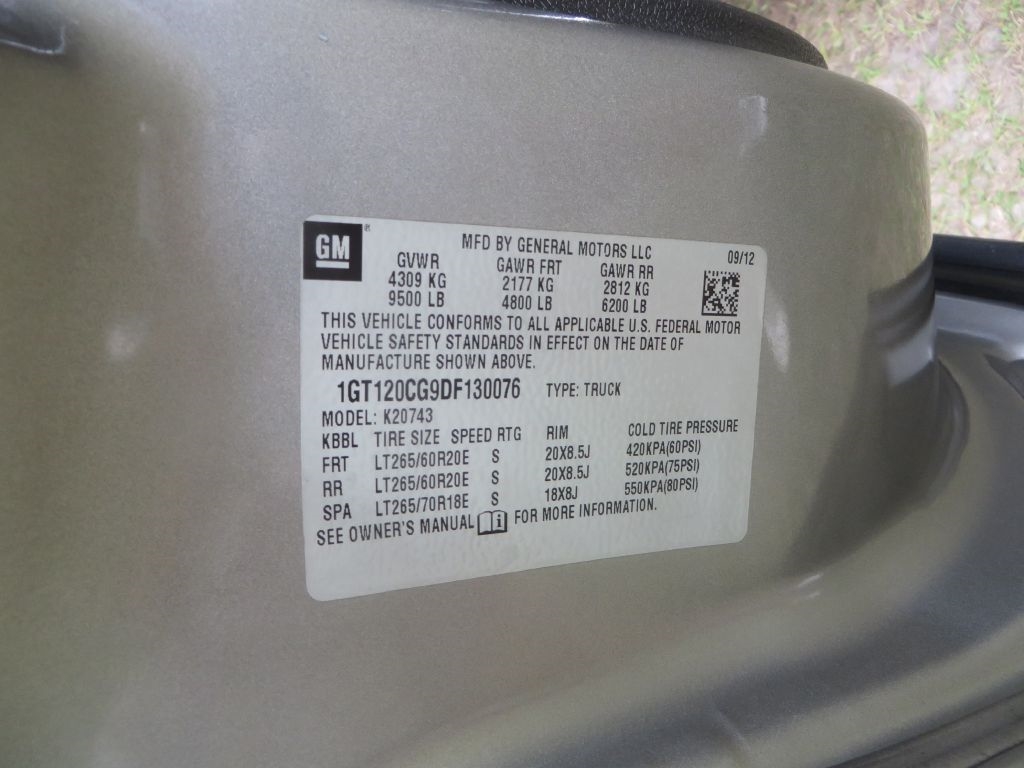 GM
MFD BY GENERAL MOTORS LLC 09/12
GVWR GAWR FRT GAWR RR
4309 KG 2177 KG 2812 KG
9500 LB 4800 LB 6200 LB
THIS VEHICLE CONFORMS TO ALL APPLICABLE U.S. FEDERAL MOTOR
VEHICLE SAFETY STANDARDS IN EFFECT ON THE DATE OF
MANUFACTURE SHOWN ABOVE.
1GT120CG9DF130076 TYPE: TRUCK
MODEL: K20743
KBBL TIRE SIZE SPEED RTG RIM COLD TIRE PRESSURE
FRT LT265/60R20E S 20X8.5J 420KPA(60PSI)
RR LT265/60R20E S 20X8.5J 520KPA(75PSI)
SPA LT265/70R18E S 18X8J 550KPA(80PSI)
SEE OWNER'S MANUAL FOR MORE INFORMATION.